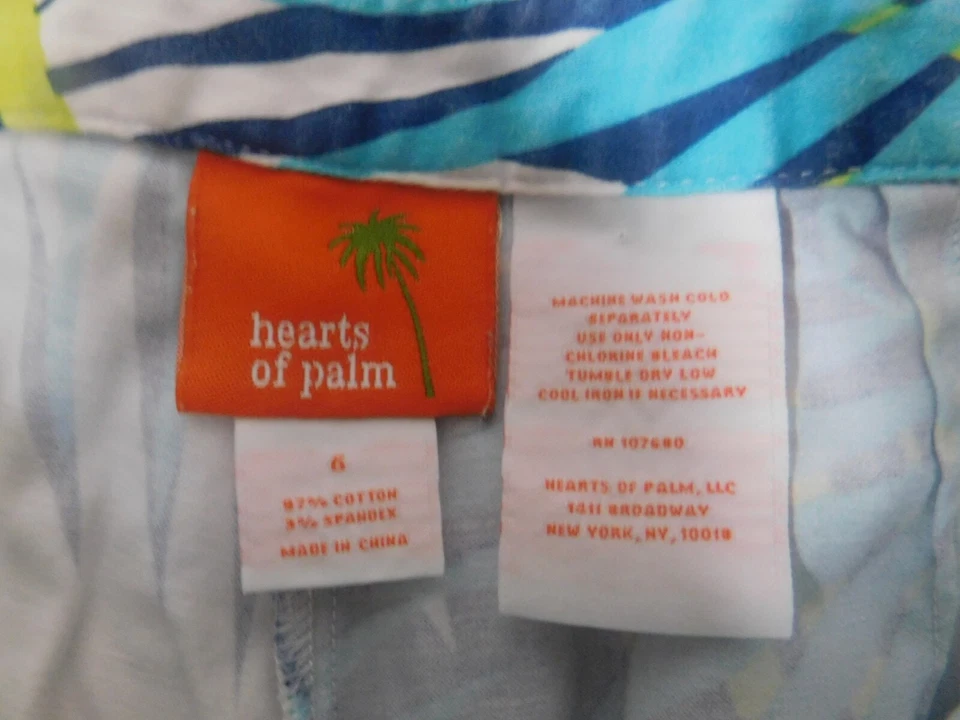 hearts
of palm
6
97% COTTON
3% SPANDEX
MADE IN CHINA
MACHINE WASH COLD
SEPARATELY
USE ONLY NON-
CHLORINE BLEACH
TUMBLE DRY LOW
COOL IRON IF NECESSARY
RN 107680
HEARTS OF PALM, LLC
1411 BROADWAY
NEW YORK, NY, 10018